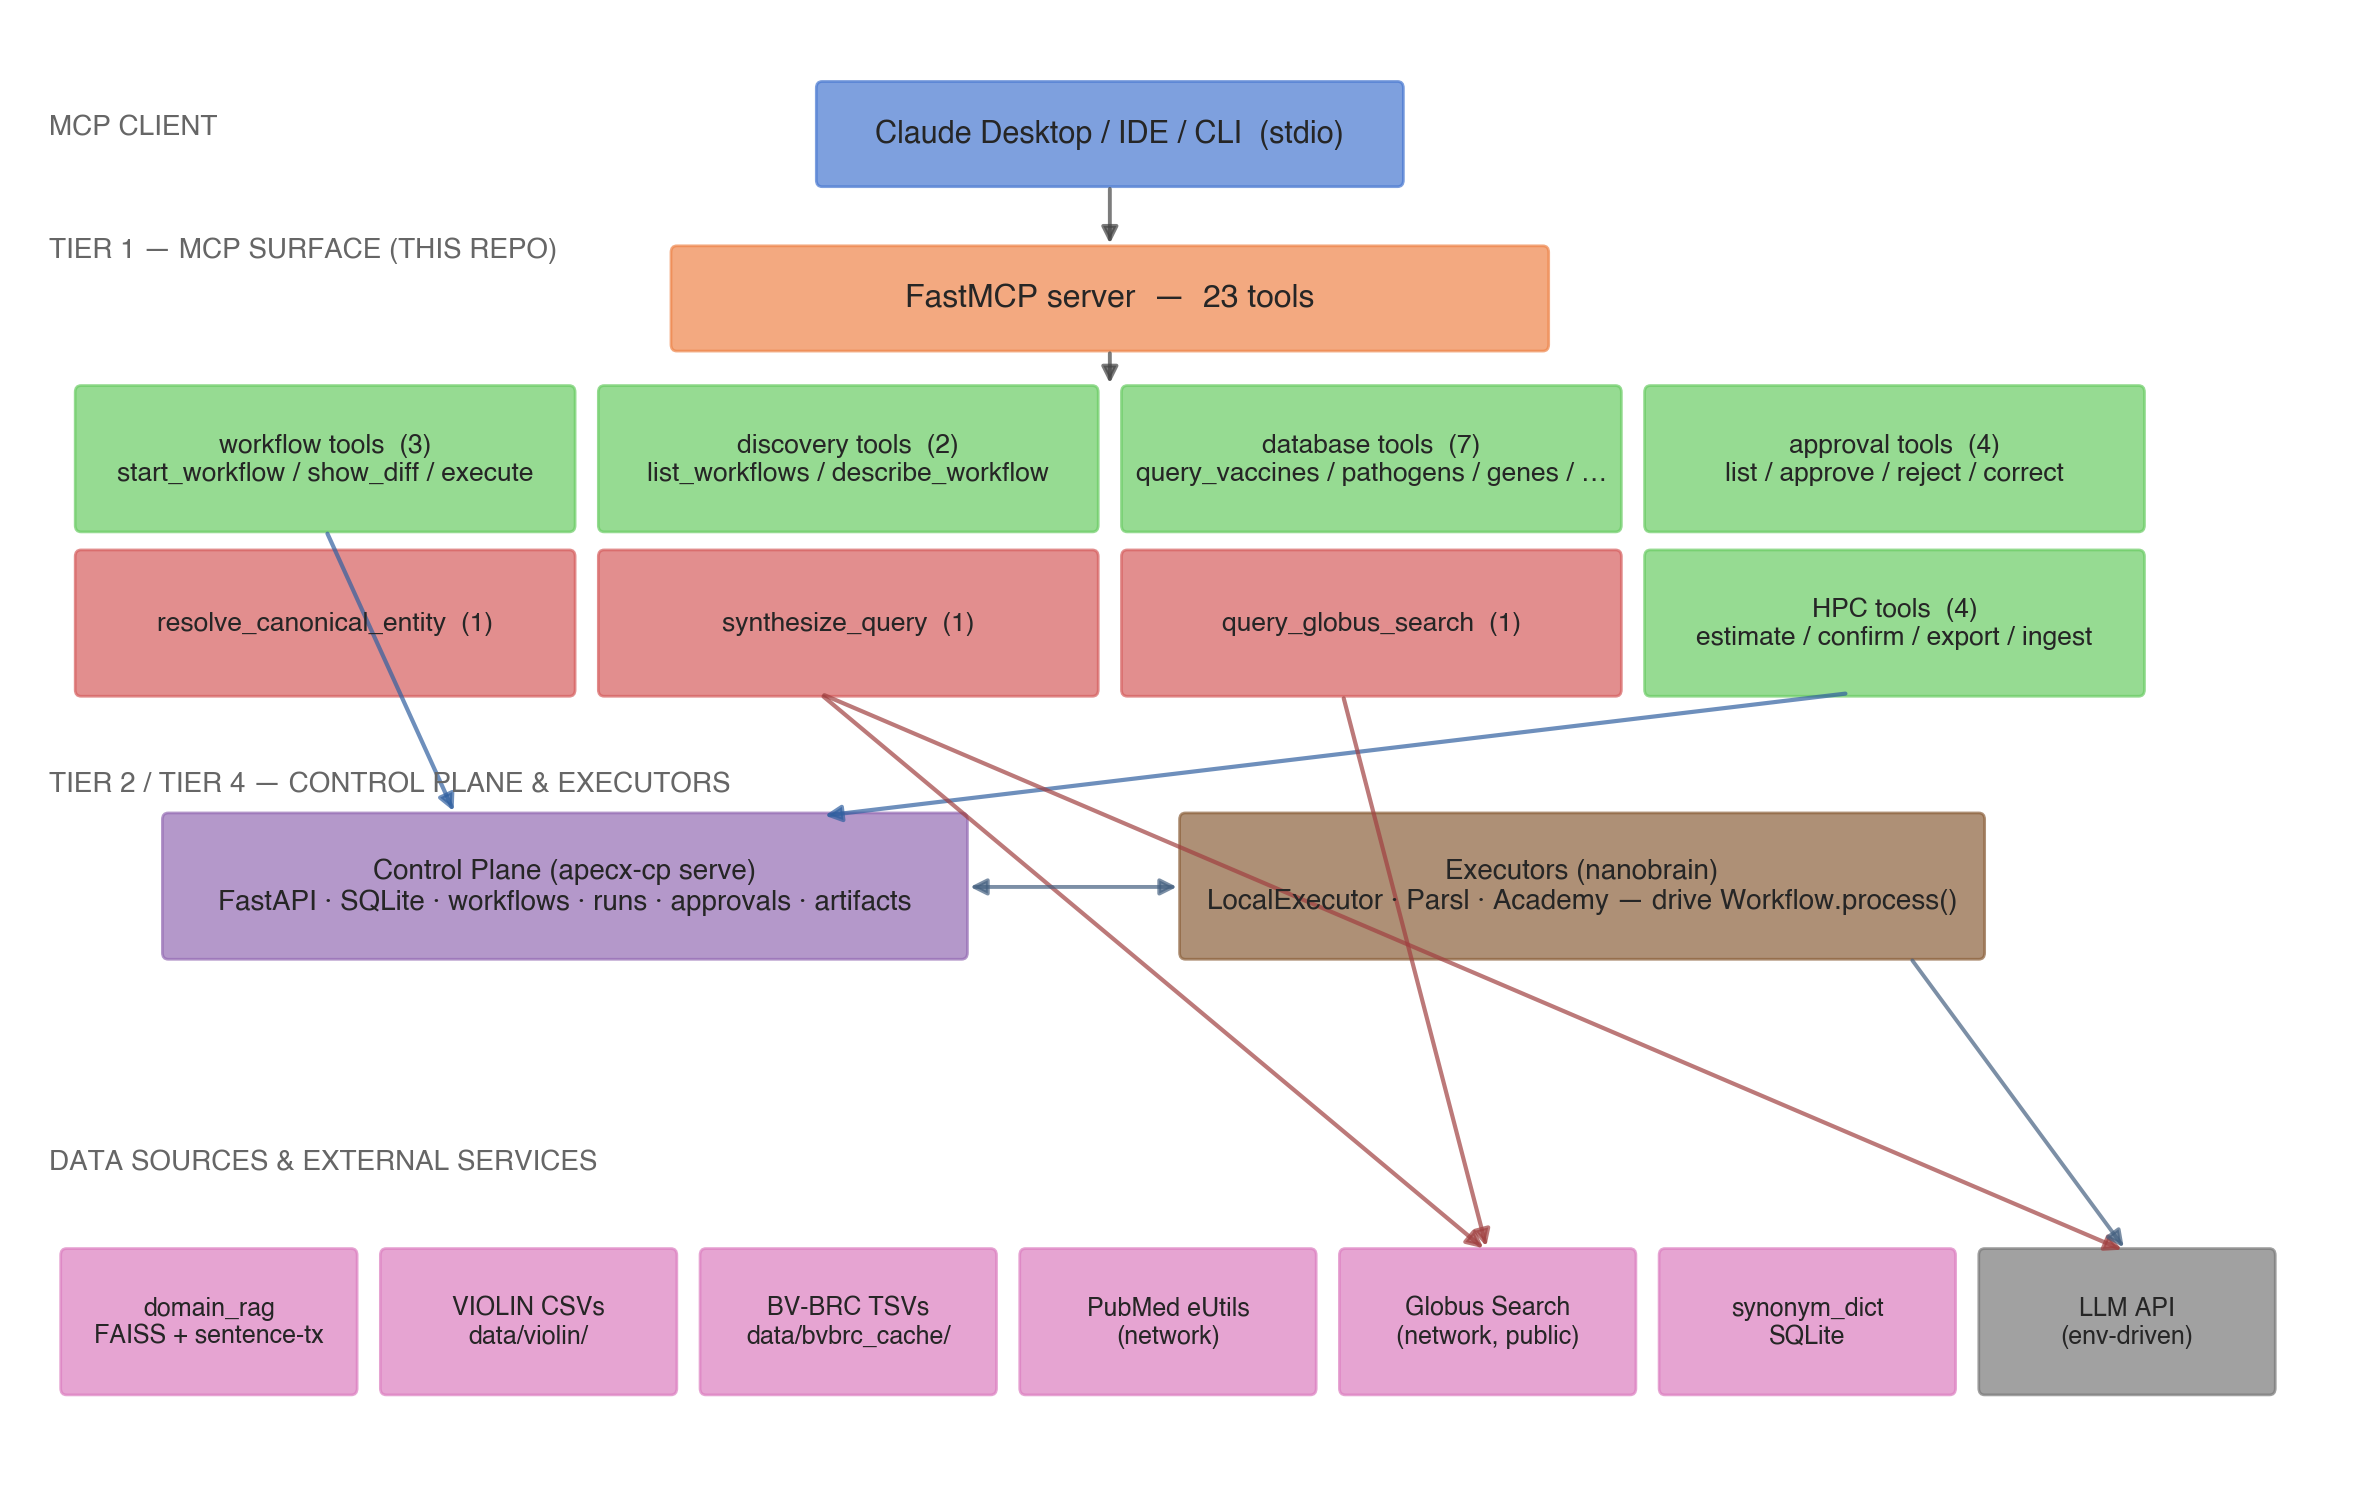 MCP CLIENT
Claude Desktop / IDE / CLI (stdio)
TIER 1 — MCP SURFACE (THIS REPO)
FastMCP server — 23 tools
workflow tools (3)
start_workflow / show_diff / execute
discovery tools (2)
list_workflows / describe_workflow
database tools (7)
query_vaccines / pathogens / genes / …
approval tools (4)
list / approve / reject / correct
resolve_canonical_entity (1)
synthesize_query (1)
query_globus_search (1)
HPC tools (4)
estimate / confirm / export / ingest
TIER 2 / TIER 4 — CONTROL PLANE & EXECUTORS
Control Plane (apecx-cp serve)
FastAPI · SQLite · workflows · runs · approvals · artifacts
Executors (nanobrain)
LocalExecutor · Parsl · Academy — drive Workflow.process()
DATA SOURCES & EXTERNAL SERVICES
domain_rag
FAISS + sentence-tx
VIOLIN CSVs
data/violin/
BV-BRC TSVs
data/bvbrc_cache/
PubMed eUtils
(network)
Globus Search
(network, public)
synonym_dict
SQLite
LLM API
(env-driven)